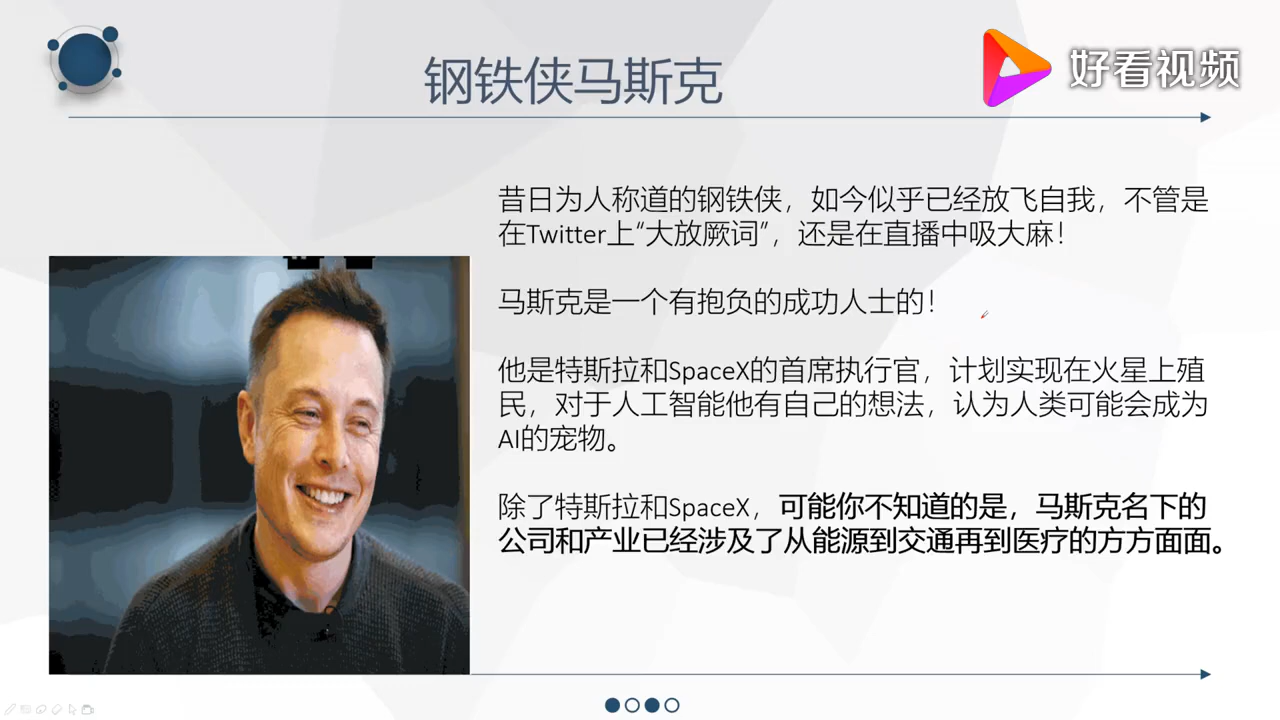 钢铁侠马斯克
好看视频
昔日为人称道的钢铁侠，如今似乎已经放飞自我，不管是
在Twitter上“大放厥词”，还是在直播中吸大麻！
马斯克是一个有抱负的成功人士的！
他是特斯拉和SpaceX的首席执行官，计划实现在火星上殖
民，对于人工智能他有自己的想法，认为人类可能会成为
AI的宠物。
除了特斯拉和SpaceX，可能你不知道的是，马斯克名下的
公司和产业已经涉及了从能源到交通再到医疗的方方面面。